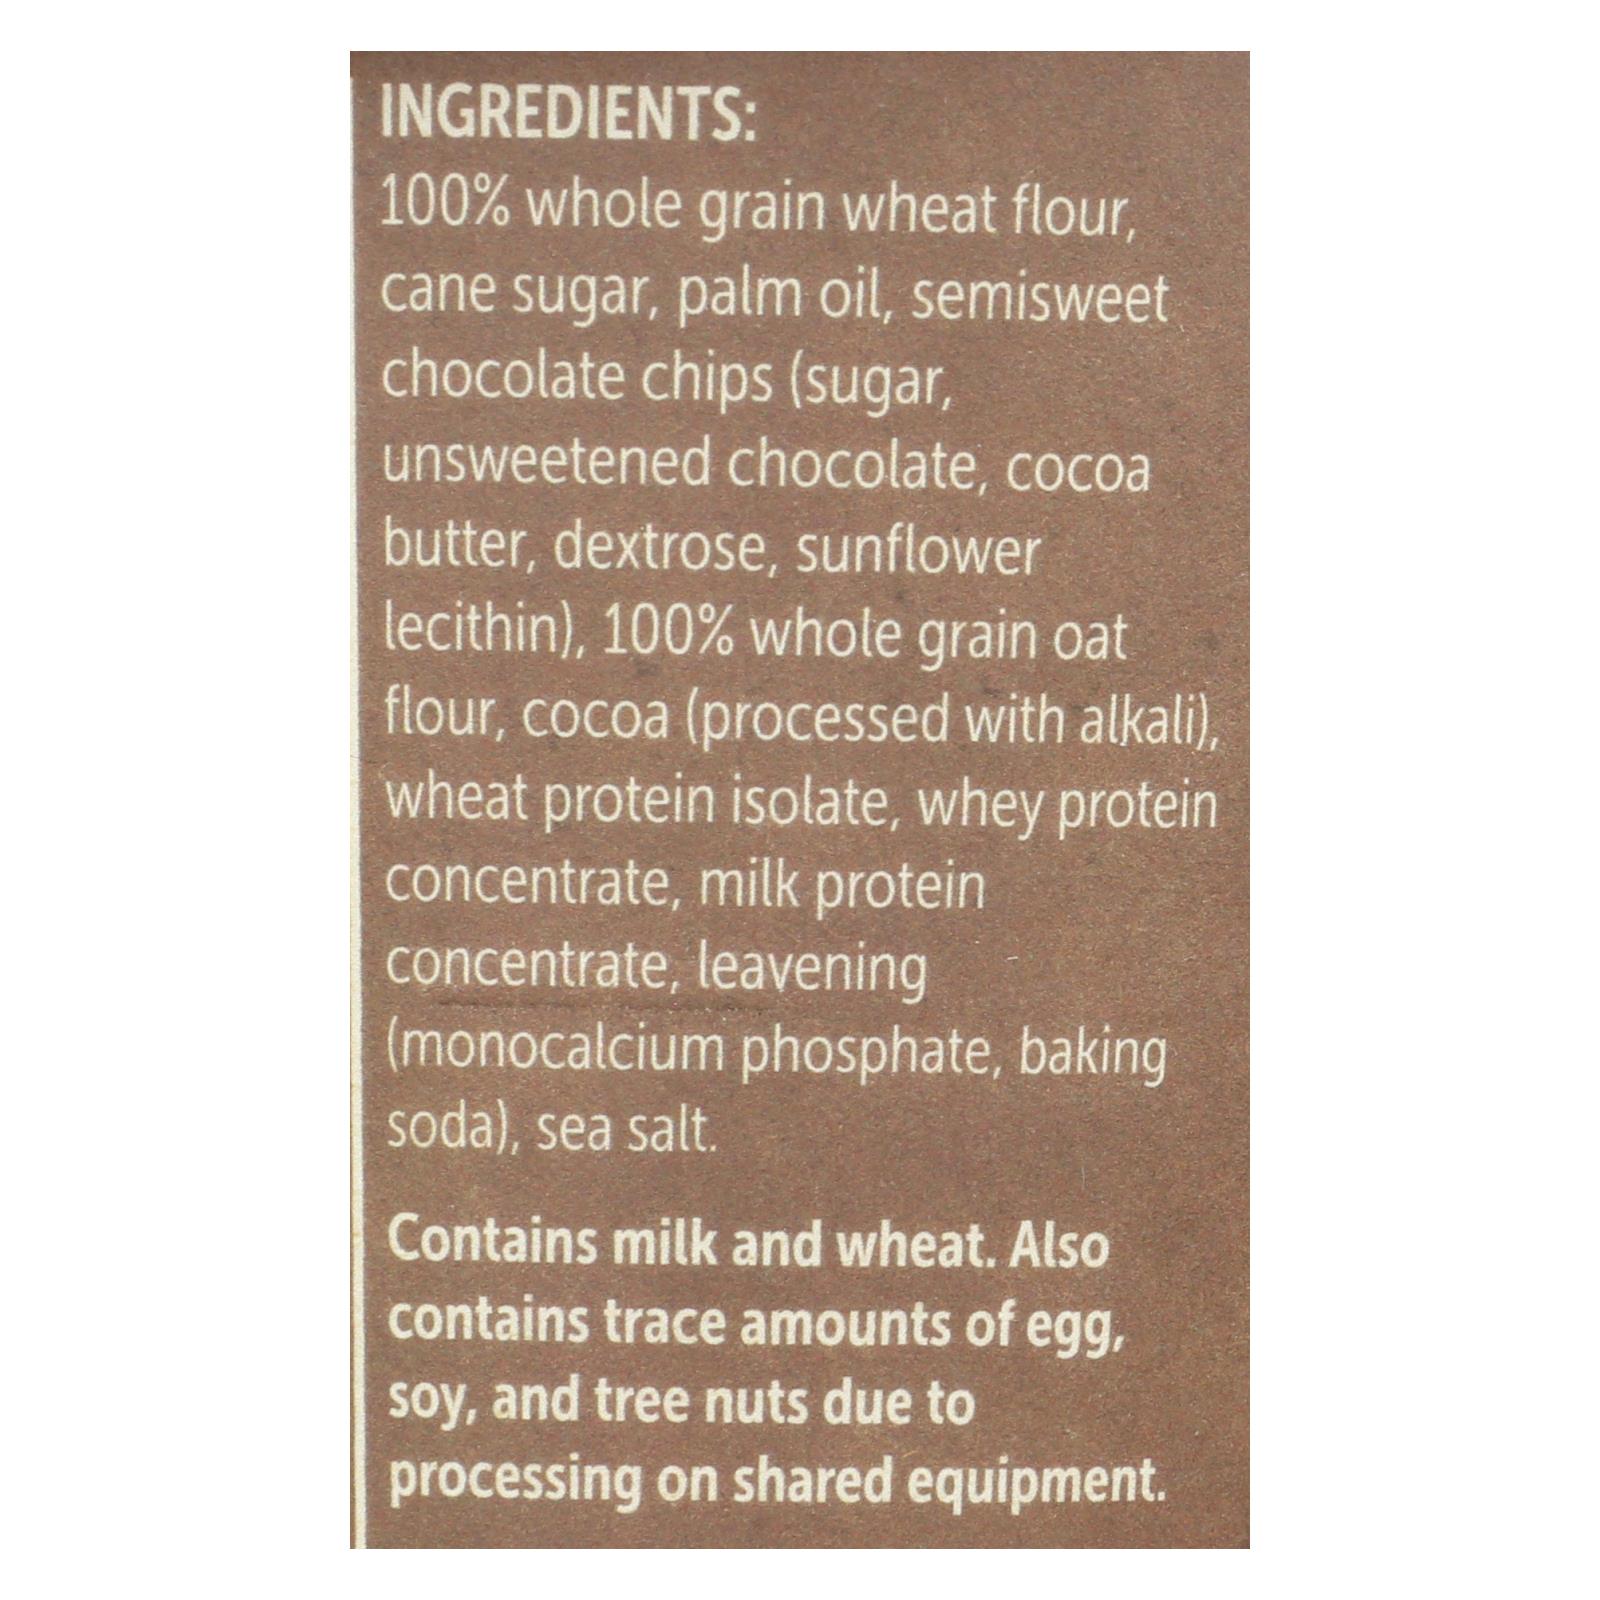 INGREDIENTS:
100% whole grain wheat flour,
cane sugar, palm oil, semisweet
chocolate chips (sugar,
unsweetened chocolate, cocoa
butter, dextrose, sunflower
lecithin), 100% whole grain oat
flour, cocoa (processed with alkali),
wheat protein isolate, whey protein
concentrate, milk protein
concentrate, leavening
(monocalcium phosphate, baking
soda), sea salt.
Contains milk and wheat. Also
contains trace amounts of egg,
soy, and tree nuts due to
processing on shared equipment.